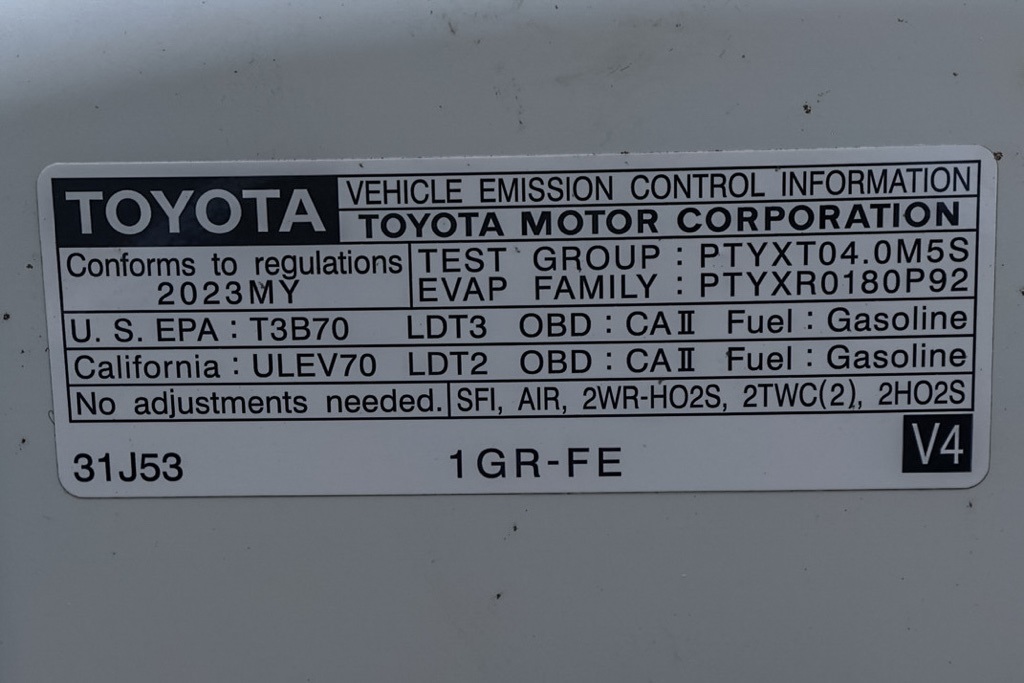 TOYOTA
VEHICLE EMISSION CONTROL INFORMATION
TOYOTA MOTOR CORPORATION
Conforms to regulations
2023MY
TEST GROUP : PTYXT04.0M5S
EVAP FAMILY : PTYXR0180P92
U. S. EPA : T3B70 LDT3 OBD : CAⅡ Fuel : Gasoline
California : ULEV70 LDT2 OBD : CAⅡ Fuel : Gasoline
No adjustments needed. SFI, AIR, 2WR-HO2S, 2TWC(2), 2HO2S
31J53 1GR-FE V4